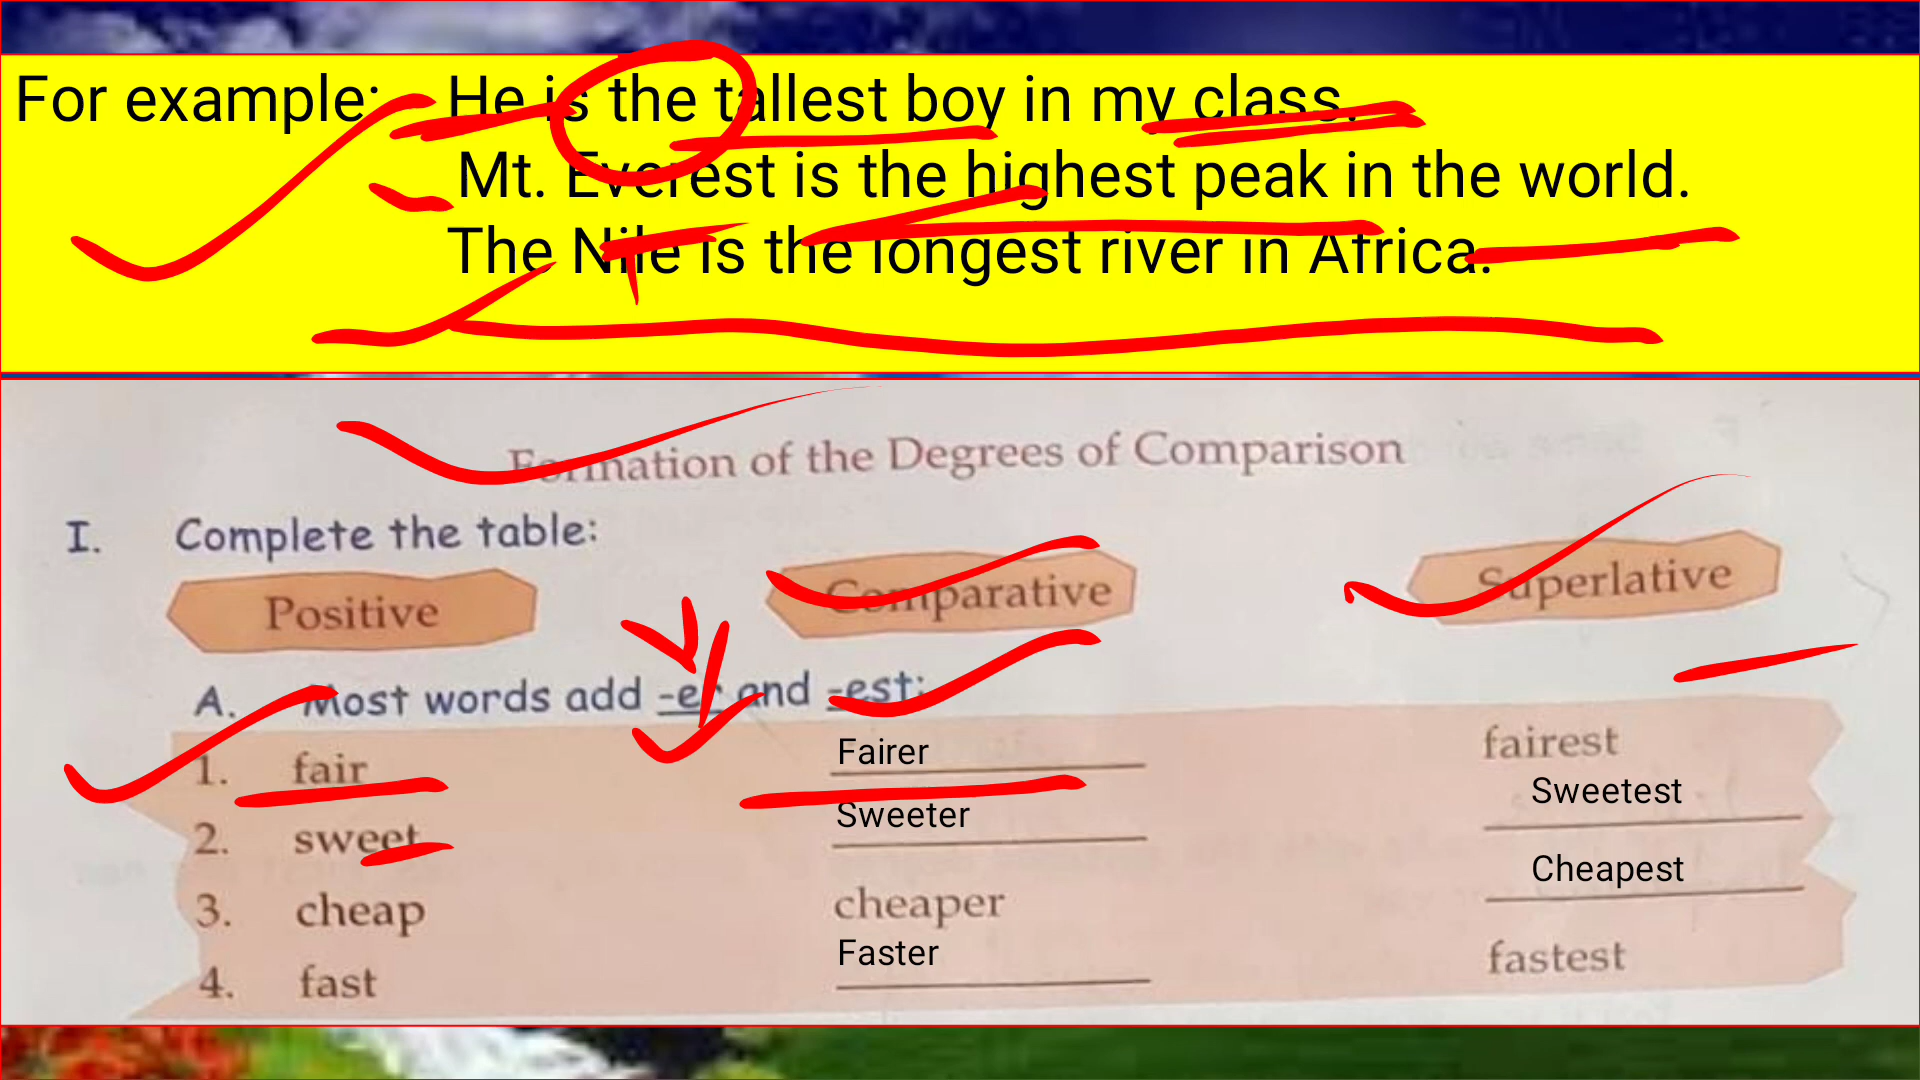 For example: He is the tallest boy in my class.
Mt. Everest is the highest peak in the world.
The Nile is the longest river in Africa.
Formation of the Degrees of Comparison
I. Complete the table:
Positive Comparative Superlative
A. Most words add -er and -est:
1. fair Fairer fairest
2. sweet Sweeter Sweetest
3. cheap cheaper Cheapest
4. fast Faster fastest